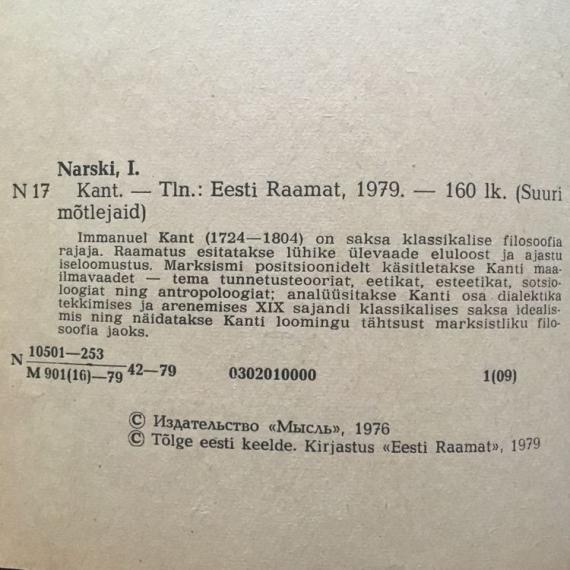 Narski, I.
N 17 Kant. — Tln.: Eesti Raamat, 1979. — 160 lk. (Suuri
mõtlejaid)
Immanuel Kant (1724—1804) on saksa klassikalise filosoofia
rajaja. Raamatus esitatakse lühike ülevaade eluloost ja ajastu
iseloomustus. Marksismi positsioonidelt käsitletakse Kanti maa-
ilmavaadet — tema tunnetusteooriat, eetikat, esteetikat, sotsio-
loogiat ning antropoloogiat; analüüsitakse Kanti osa dialektika
tekkimises ja arenemises XIX sajandi klassikalises saksa idealis-
mis ning näidatakse Kanti loomingu tähtsust marksistliku filo-
soofia jaoks.
N 10501—253
M 901(16)—79 42—79 0302010000 1(09)
© Издательство «Мысль», 1976
© Tõlge eesti keelde. Kirjastus «Eesti Raamat», 1979